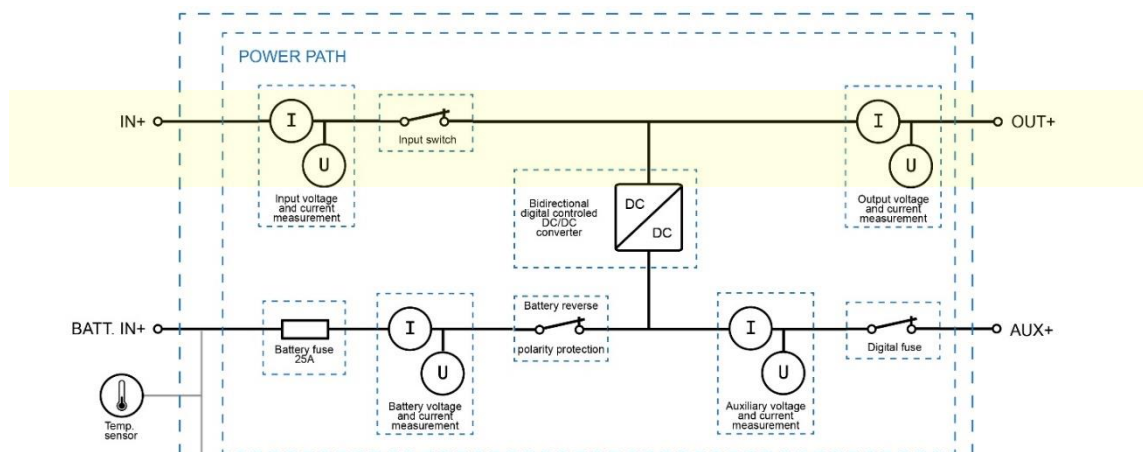 POWER PATH
IN+
I
U
Input voltage
and current
measurement
Input switch
I
U
Output voltage
and current
measurement
OUT+
Bidirectional
digital controled
DC/DC
converter
DC
DC
BATT. IN+
Battery fuse
25A
I
U
Battery voltage
and current
measurement
Battery reverse
polarity protection
I
U
Auxiliary voltage
and current
measurement
Digital fuse
AUX+
Temp.
sensor